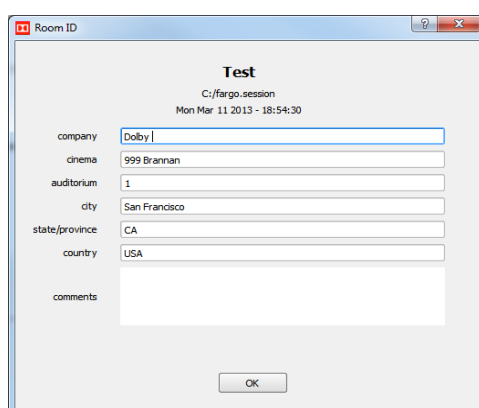 Room ID
Test
C:/fargo.session
Mon Mar 11 2013 - 18:54:30
company Dolby
cinema 999 Brannan
auditorium 1
city San Francisco
state/province CA
country USA
comments
OK